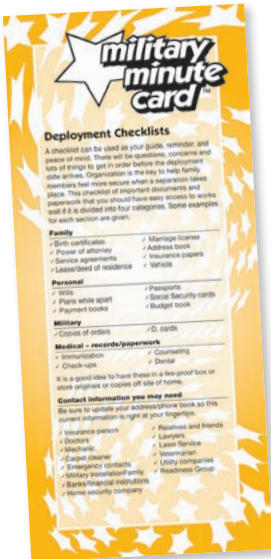 military
minute
card™
Deployment Checklists
A checklist can be used as your guide, reminder, and
peace of mind. There will be questions, concerns and
lots of things to get in order before the deployment
date arrives. Organization is the key to help family
members feel more secure when a separation takes
place. This checklist of important documents and
paperwork that you should have easy access to works
well if it is divided into four categories. Some examples
for each section are given.
Family
✓ Birth certificates
✓ Power of attorney
✓ Service agreements
✓ Lease/deed of residence
✓ Marriage license
✓ Address book
✓ Insurance papers
✓ Vehicle
Personal
✓ Wills
✓ Plans while apart
✓ Payment books
✓ Passports
✓ Social Security cards
✓ Budget book
Military
✓ Copies of orders
✓ I.D. cards
Medical – records/paperwork
✓ Immunization
✓ Check-ups
✓ Counseling
✓ Dental
It is a good idea to have these in a fire-proof box or
store originals or copies off site of home.
Contact information you may need
Be sure to update your address/phone book so this
current information is right at your fingertips.
✓ Insurance person
✓ Doctors
✓ Mechanic
✓ Carpet cleaner
✓ Emergency contacts
✓ Military Installation/Family
✓ Banks/financial institutions
✓ Home security company
✓ Relatives and friends
✓ Lawyers
✓ Lawn Service
✓ Veterinarian
✓ Utility companies
✓ Readiness Group